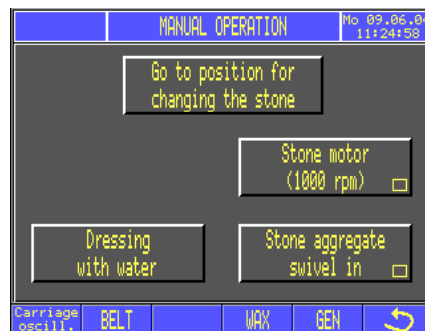 MANUAL OPERATION
Mo 09.06.04
11:24:58
Go to position for
changing the stone
Stone motor
(1000 rpm)
Dressing
with water
Stone aggregate
swivel in
Carriage
oscill.
BELT
WAX
GEN